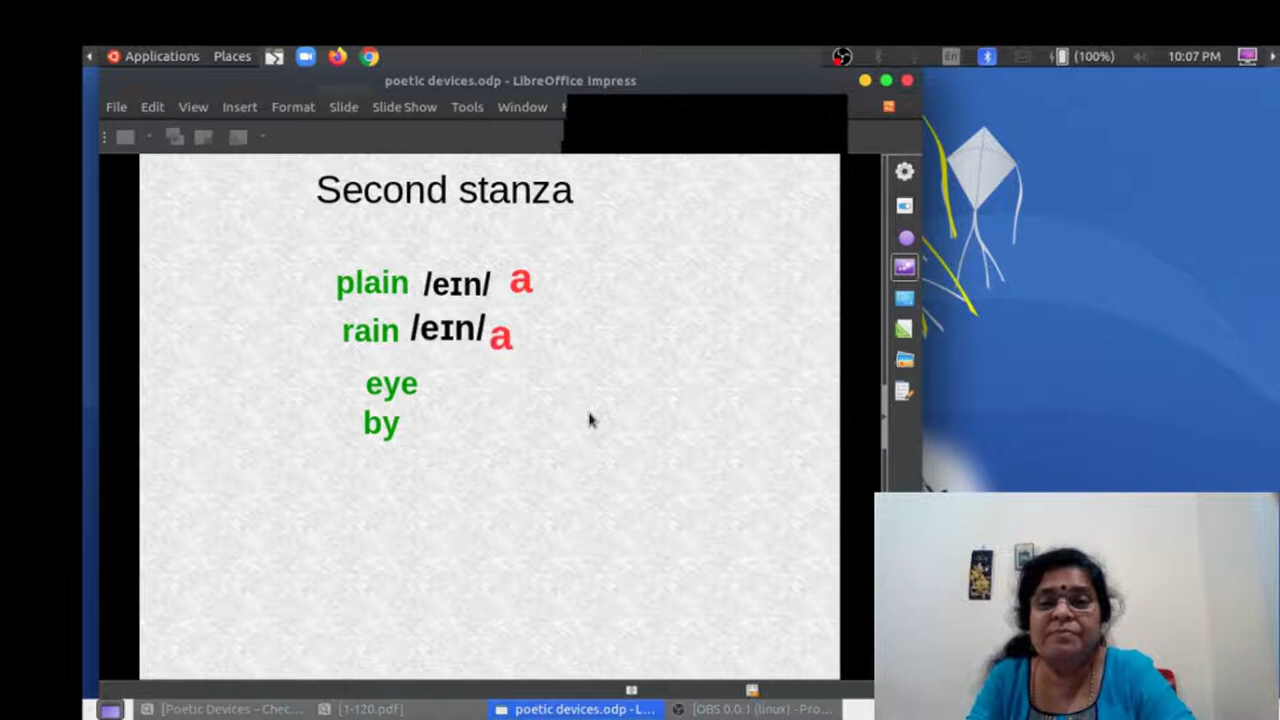 Applications Places En (100%) 10:07 PM
poetic devices.odp - LibreOffice Impress
File Edit View Insert Format Slide Slide Show Tools Window
Second stanza
plain /eɪn/ a
rain /eɪn/ a
eye
by
[Poetic Devices – Chec... [1-120.pdf] poetic devices.odp - L... [OBS 0.0.1 (linux) - Pro...